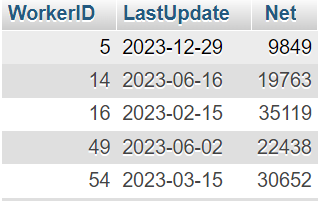 WorkerID LastUpdate Net
5 2023-12-29 9849
14 2023-06-16 19763
16 2023-02-15 35119
49 2023-06-02 22438
54 2023-03-15 30652